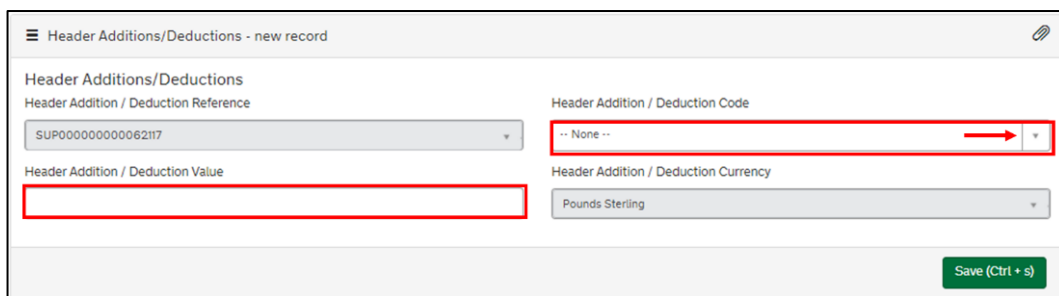 Header Additions/Deductions - new record
Header Additions/Deductions
Header Addition / Deduction Reference
SUP000000000062117
Header Addition / Deduction Code
-- None --
Header Addition / Deduction Value
Header Addition / Deduction Currency
Pounds Sterling
Save (Ctrl + s)